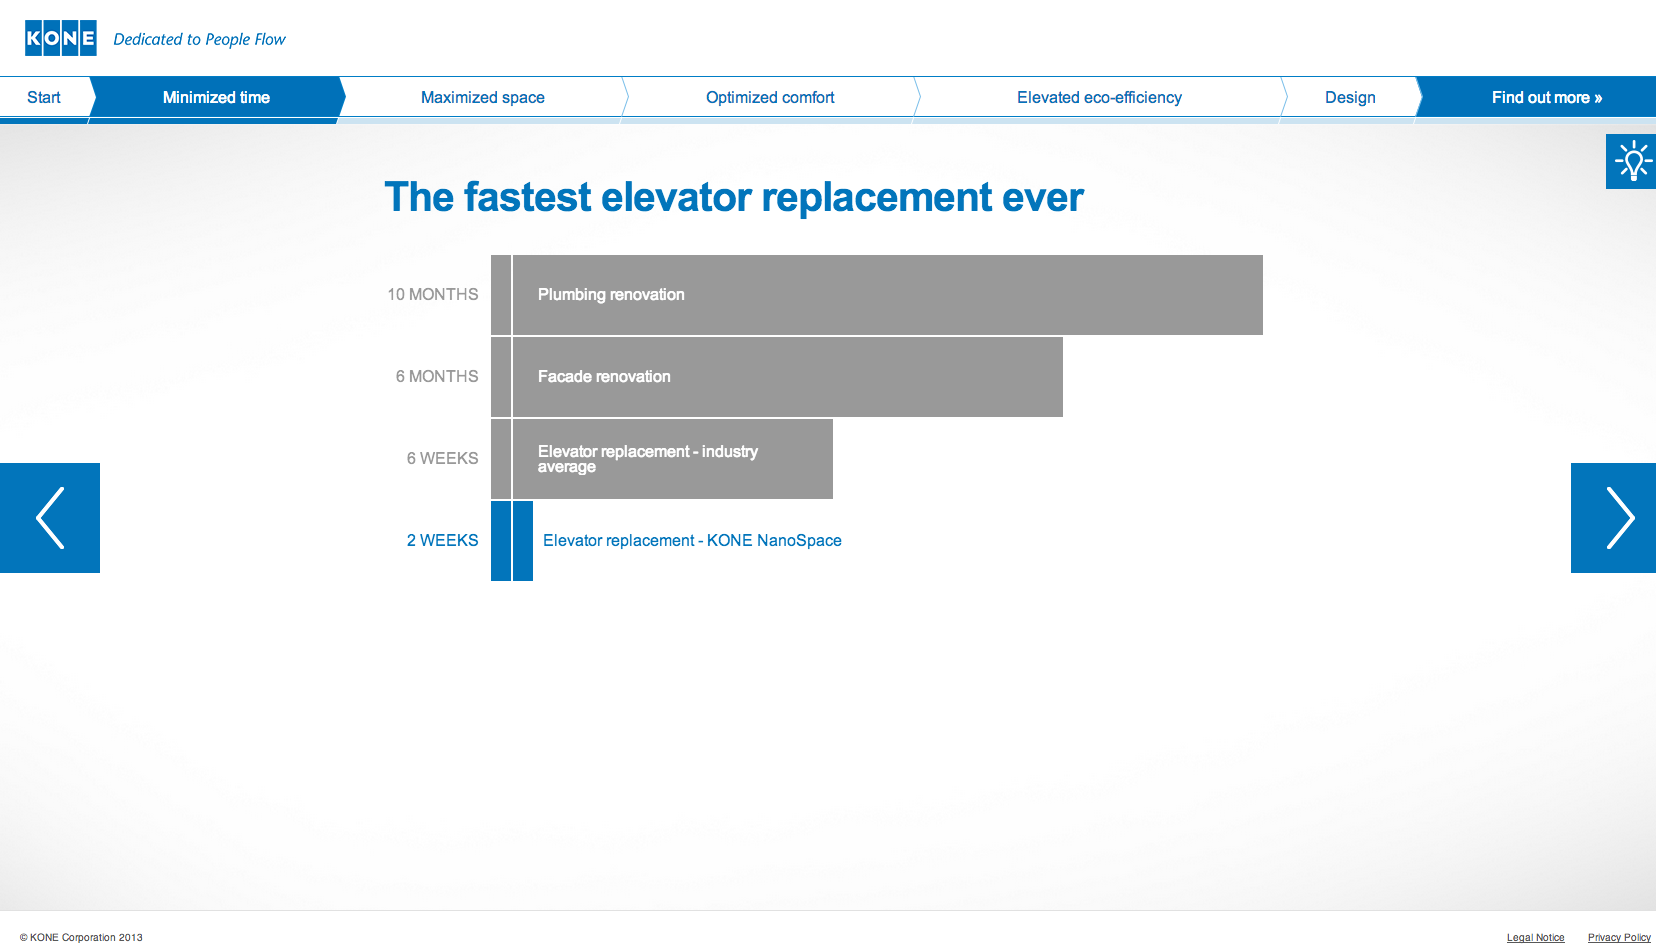 KONE Dedicated to People Flow
Start Minimized time Maximized space Optimized comfort Elevated eco-efficiency Design Find out more »
The fastest elevator replacement ever
10 MONTHS Plumbing renovation
6 MONTHS Facade renovation
6 WEEKS Elevator replacement - industry
average
2 WEEKS Elevator replacement - KONE NanoSpace
© KONE Corporation 2013 Legal Notice Privacy Policy